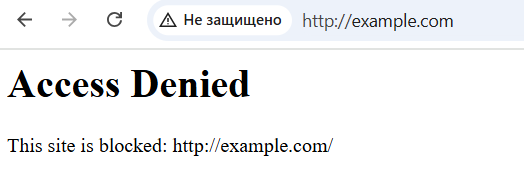 Не защищено http://example.com
Access Denied
This site is blocked: http://example.com/